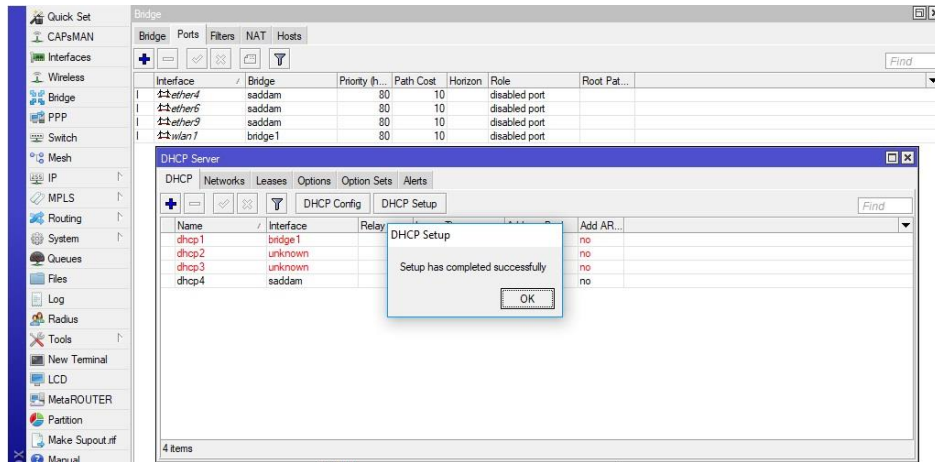 Quick Set
CAPsMAN
Interfaces
Wireless
Bridge
PPP
Switch
Mesh
IP
MPLS
Routing
System
Queues
Files
Log
Radius
Tools
New Terminal
LCD
MetaROUTER
Partition
Make Supout.rif
Manual
Bridge
Bridge Ports Filters NAT Hosts
Find
Interface Bridge Priority (h... Path Cost Horizon Role Root Pat...
I ether4 saddam 80 10 disabled port
I ether6 saddam 80 10 disabled port
I ether9 saddam 80 10 disabled port
I wlan1 bridge1 80 10 disabled port
DHCP Server
DHCP Networks Leases Options Option Sets Alerts
DHCP Config DHCP Setup
Find
Name Interface Relay Add AR...
dhcp1 bridge1 no
dhcp2 unknown no
dhcp3 unknown no
dhcp4 saddam no
4 items
DHCP Setup
Setup has completed successfully
OK